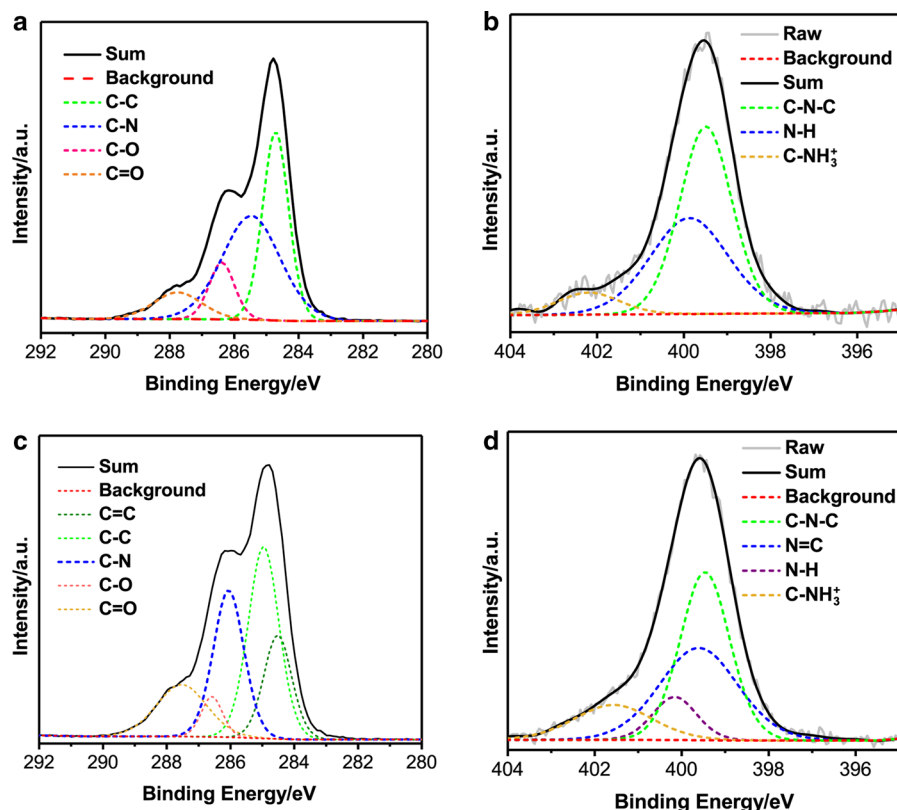 a
Sum
Background
C-C
C-N
C-O
C=O
Intensity/a.u.
292 290 288 286 284 282 280
Binding Energy/eV
b
Raw
Background
Sum
C-N-C
N-H
C-NH₃⁺
Intensity/a.u.
404 402 400 398 396
Binding Energy/eV
c
Sum
Background
C=C
C-C
C-N
C-O
C=O
Intensity/a.u.
292 290 288 286 284 282 280
Binding Energy/eV
d
Raw
Sum
Background
C-N-C
N=C
N-H
C-NH₃⁺
Intensity/a.u.
404 402 400 398 396
Binding Energy/eV